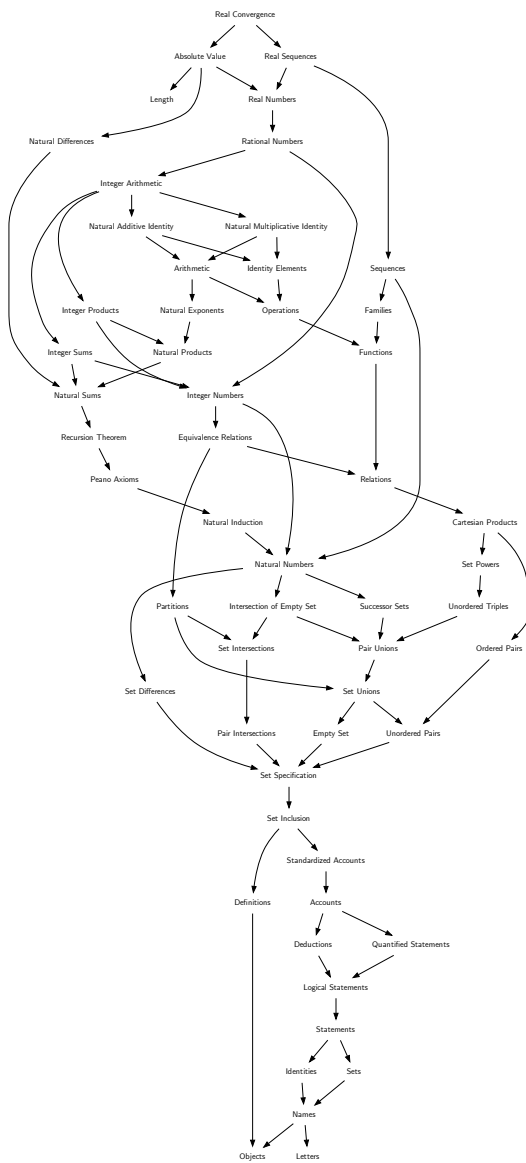 Real Convergence
Absolute Value
Real Sequences
Length
Real Numbers
Natural Differences
Rational Numbers
Integer Arithmetic
Natural Additive Identity
Natural Multiplicative Identity
Arithmetic
Identity Elements
Sequences
Integer Products
Natural Exponents
Operations
Families
Integer Sums
Natural Products
Functions
Natural Sums
Integer Numbers
Recursion Theorem
Equivalence Relations
Peano Axioms
Relations
Natural Induction
Cartesian Products
Natural Numbers
Set Powers
Partitions
Intersection of Empty Set
Successor Sets
Unordered Triples
Set Intersections
Pair Unions
Ordered Pairs
Set Differences
Set Unions
Pair Intersections
Empty Set
Unordered Pairs
Set Specification
Set Inclusion
Standardized Accounts
Definitions
Accounts
Deductions
Quantified Statements
Logical Statements
Statements
Identities
Sets
Names
Objects
Letters